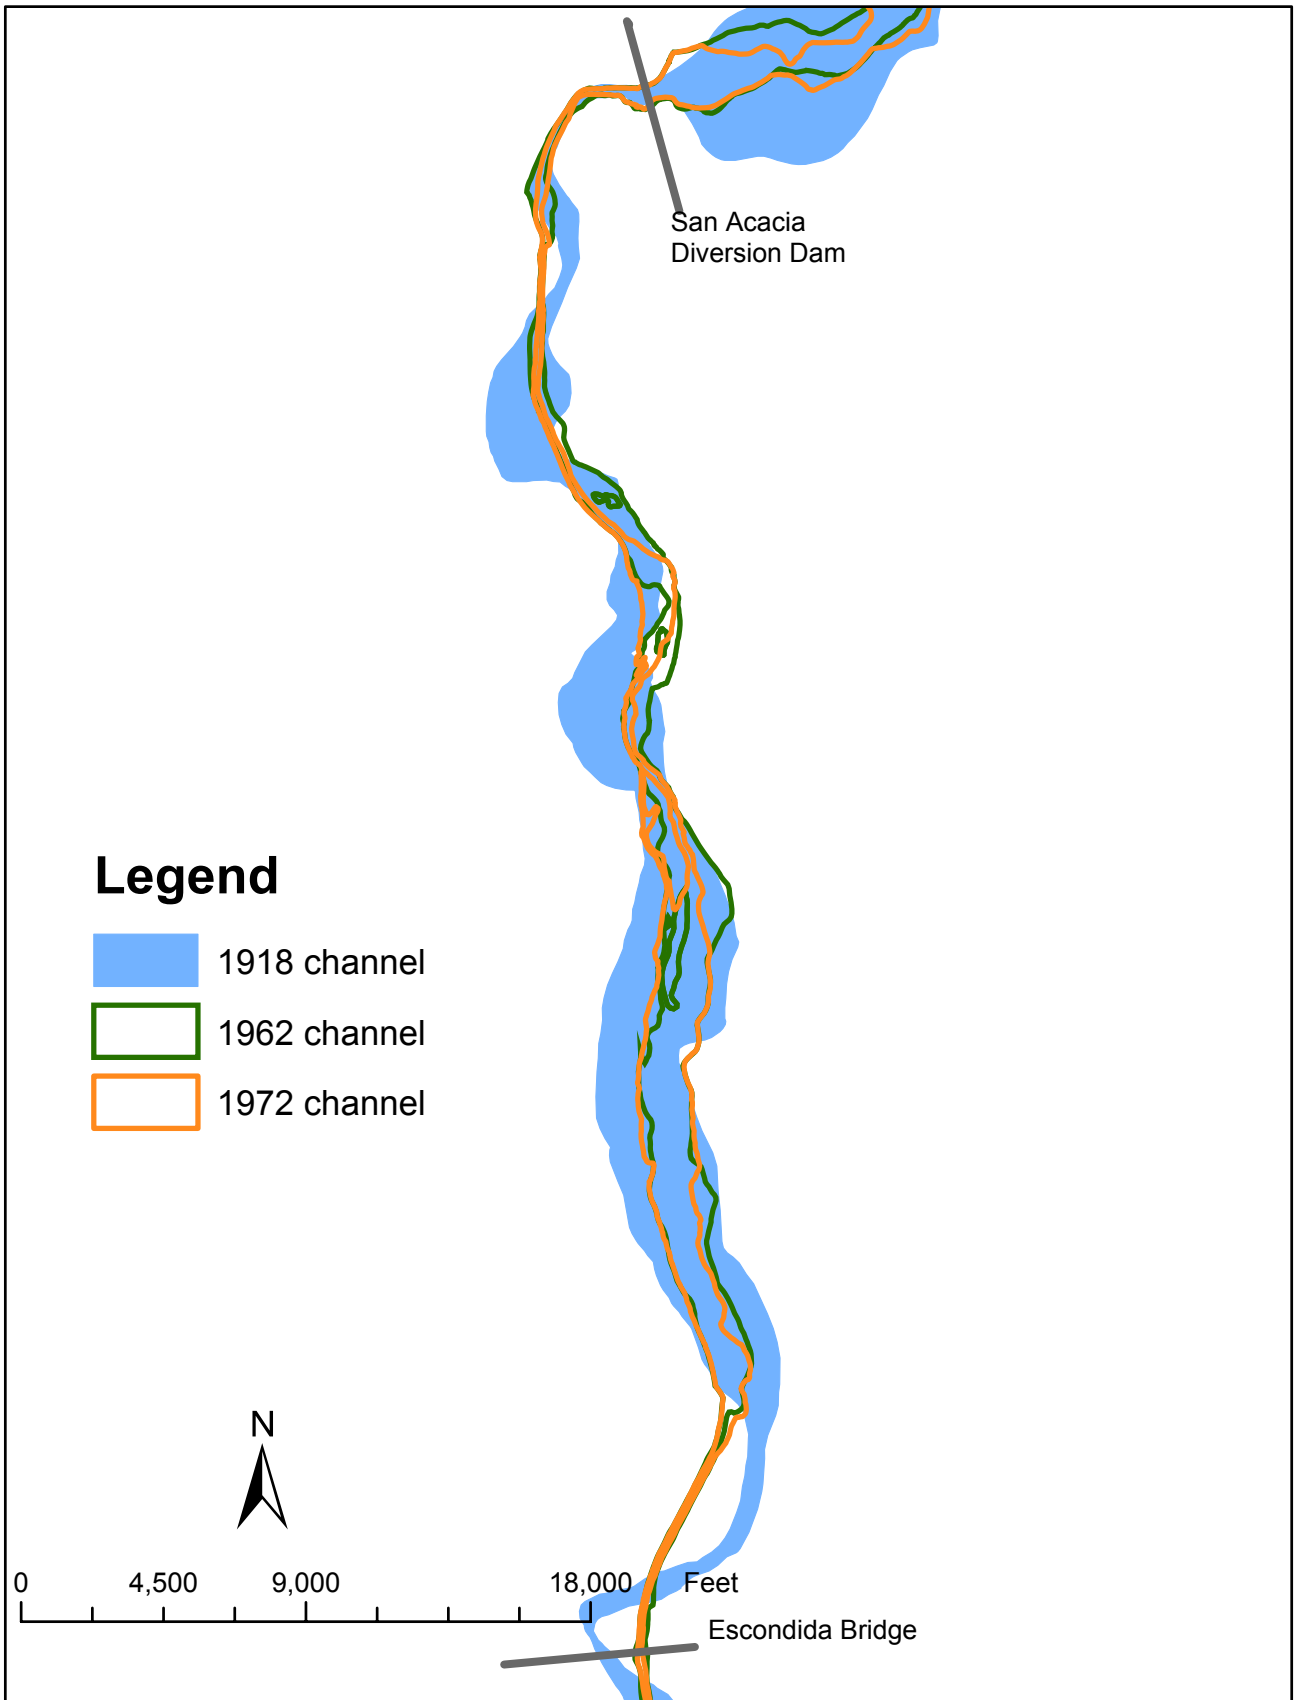 San Acacia
Diversion Dam
Legend
1918 channel
1962 channel
1972 channel
N
0 4,500 9,000 18,000 Feet
Escondida Bridge